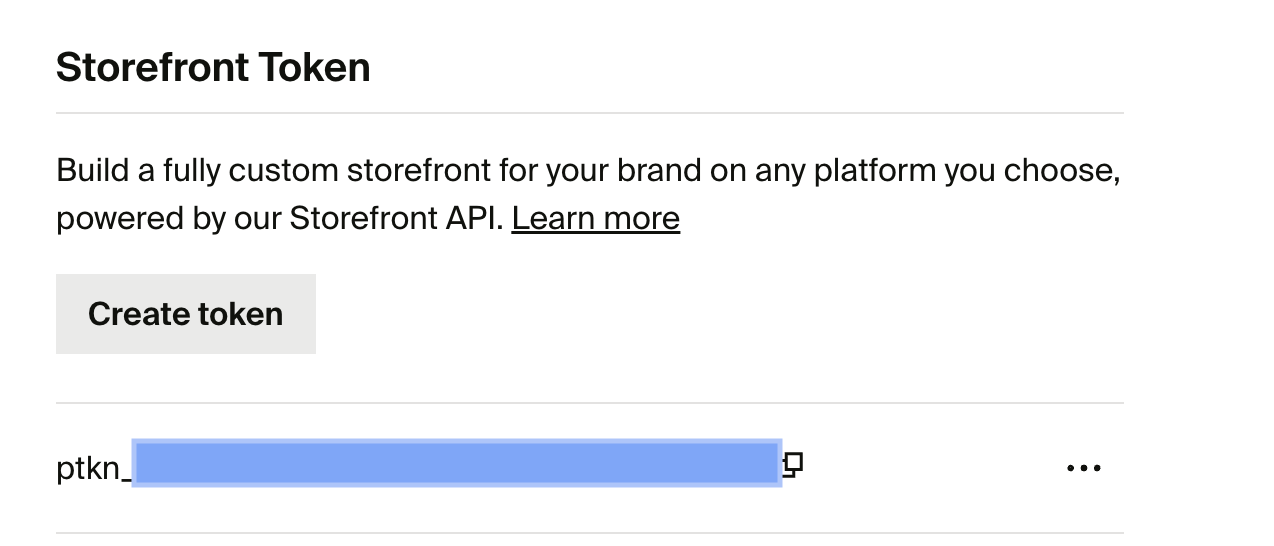 Storefront Token
Build a fully custom storefront for your brand on any platform you choose,
powered by our Storefront API. Learn more
Create token
ptkn_